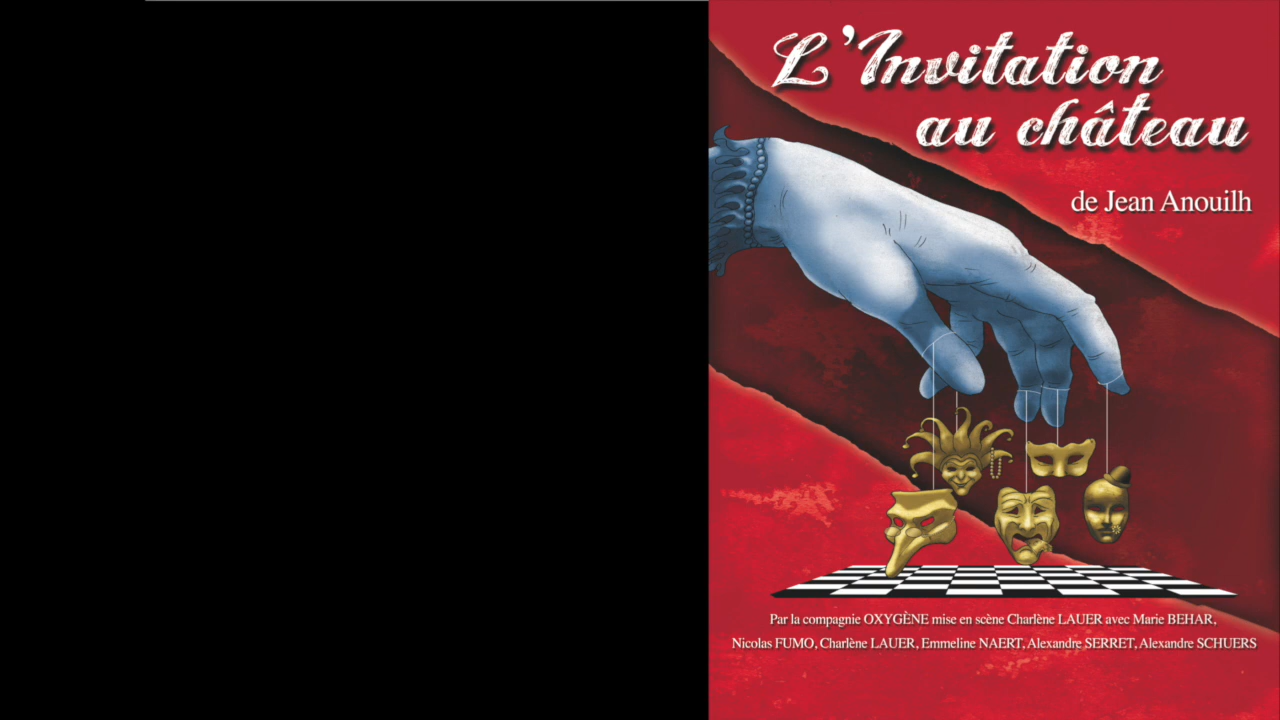 L'Invitation
au château
de Jean Anouilh
Par la compagnie OXYGÈNE mise en scène Charlène LAUER avec Marie BEHAR,
Nicolas FUMO, Charlène LAUER, Emmeline NAERT, Alexandre SERRET, Alexandre SCHUERS